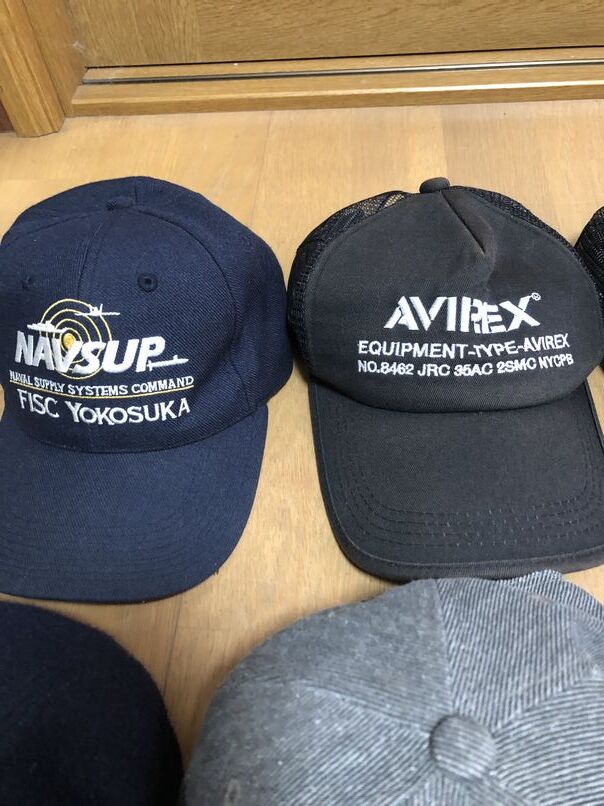 NAVSUP
NAVAL SUPPLY SYSTEMS COMMAND
FISC YOKOSUKA
AVIREX®
EQUIPMENT-TYPE-AVIREX
NO.8462 JRC 35AC 2SMC NYCPB